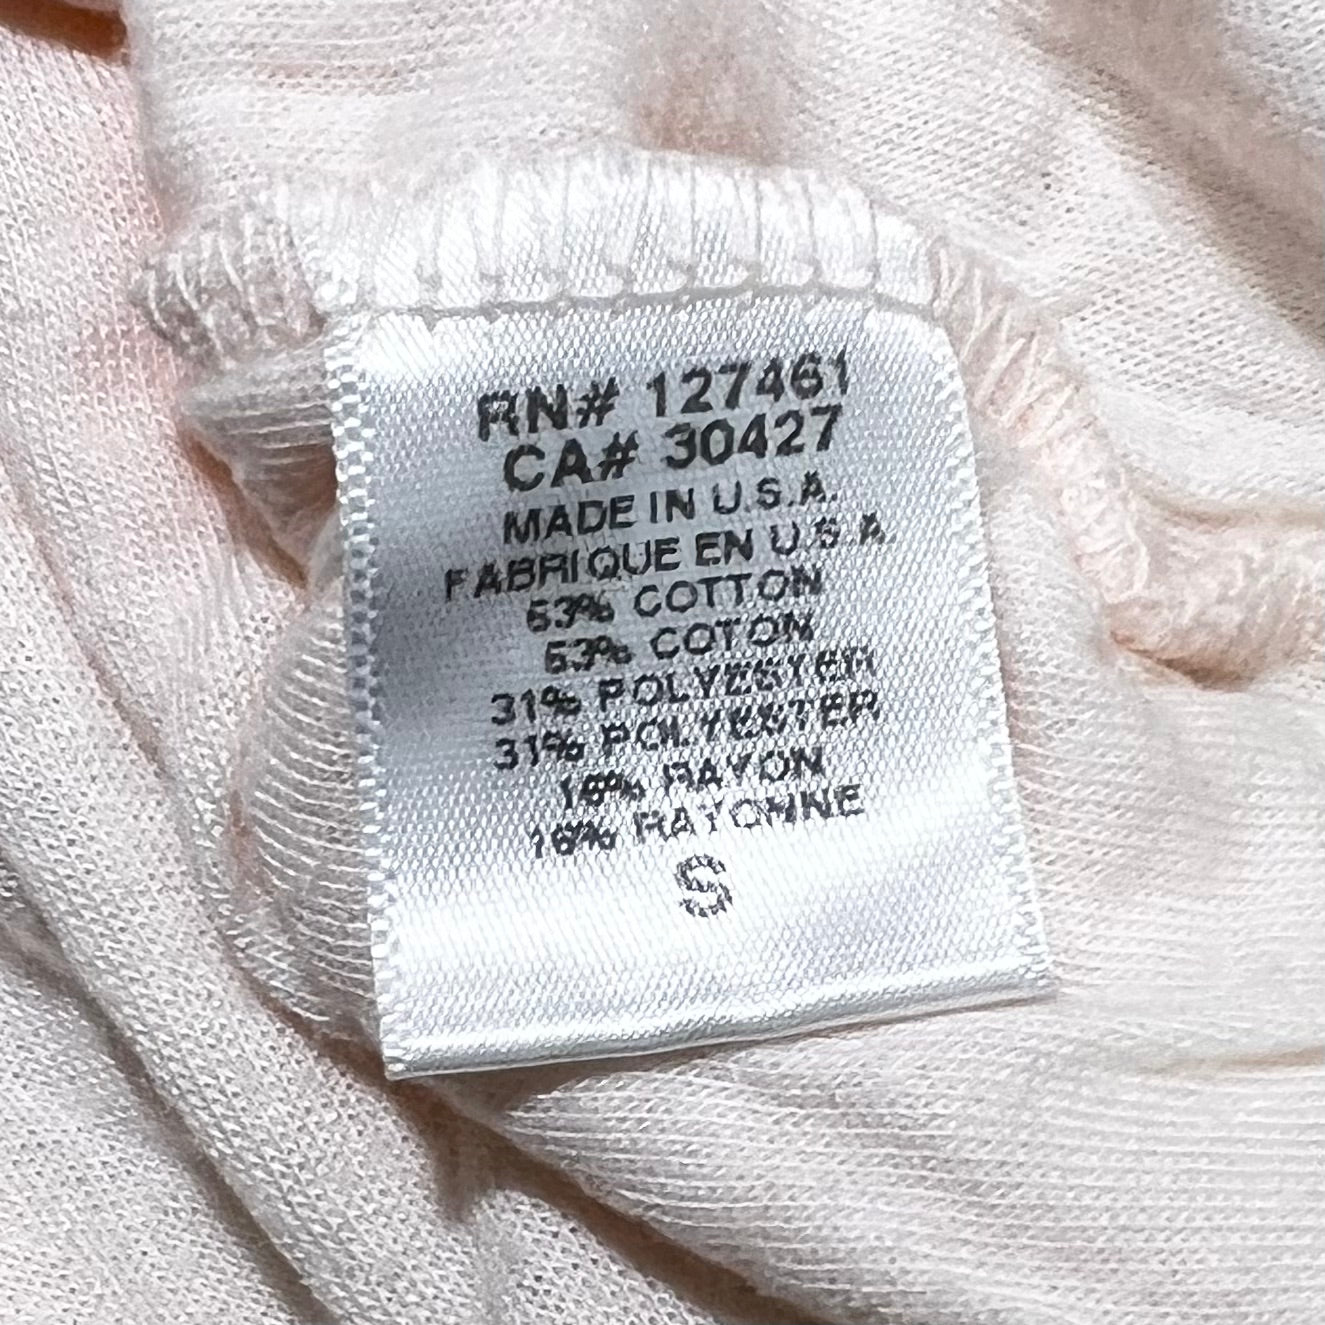 RN# 127461
CA# 30427
MADE IN U.S.A.
FABRIQUE EN U.S.A.
53% COTTON
53% COTON
31% POLYESTER
31% POLYESTER
16% RAYON
16% RAYONNE
S